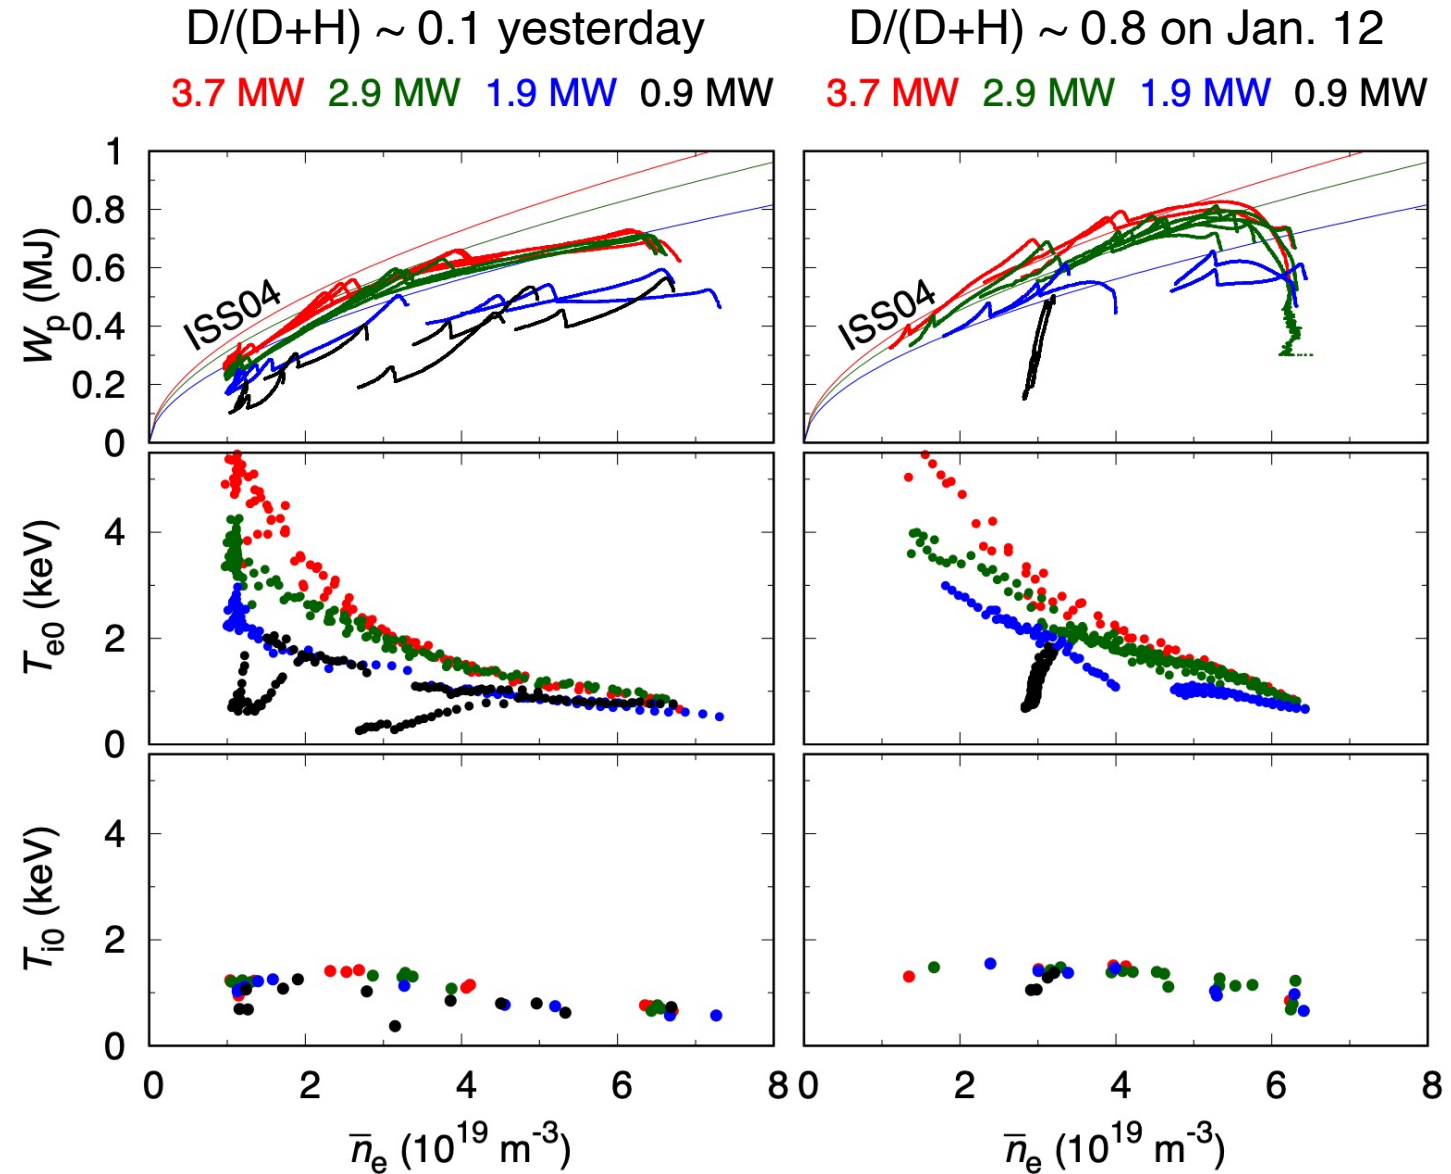 D/(D+H) ~ 0.1 yesterday
D/(D+H) ~ 0.8 on Jan. 12
3.7 MW 2.9 MW 1.9 MW 0.9 MW
3.7 MW 2.9 MW 1.9 MW 0.9 MW
Wp (MJ)
1
0.8
0.6
0.4
0.2
0
ISS04
ISS04
Te0 (keV)
4
2
0
Ti0 (keV)
4
2
0
0 2 4 6 8
0 2 4 6 8
n̅e (10^19 m^-3)
n̅e (10^19 m^-3)